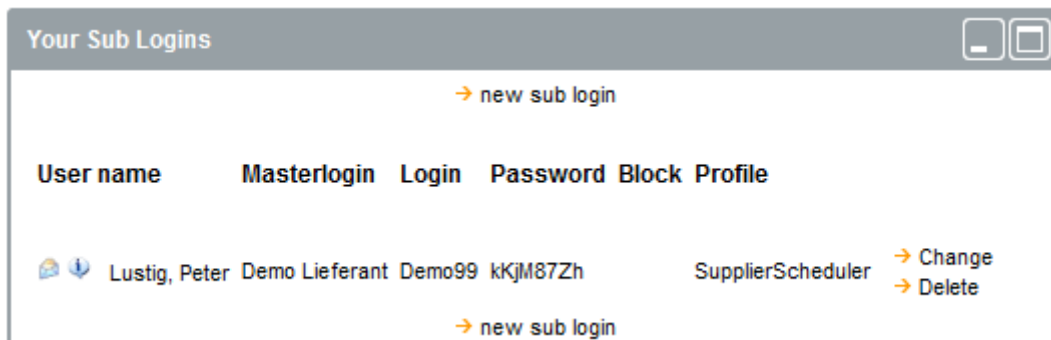 Your Sub Logins
→ new sub login
User name Masterlogin Login Password Block Profile
Lustig, Peter Demo Lieferant Demo99 kKjM87Zh SupplierScheduler → Change
→ Delete
→ new sub login